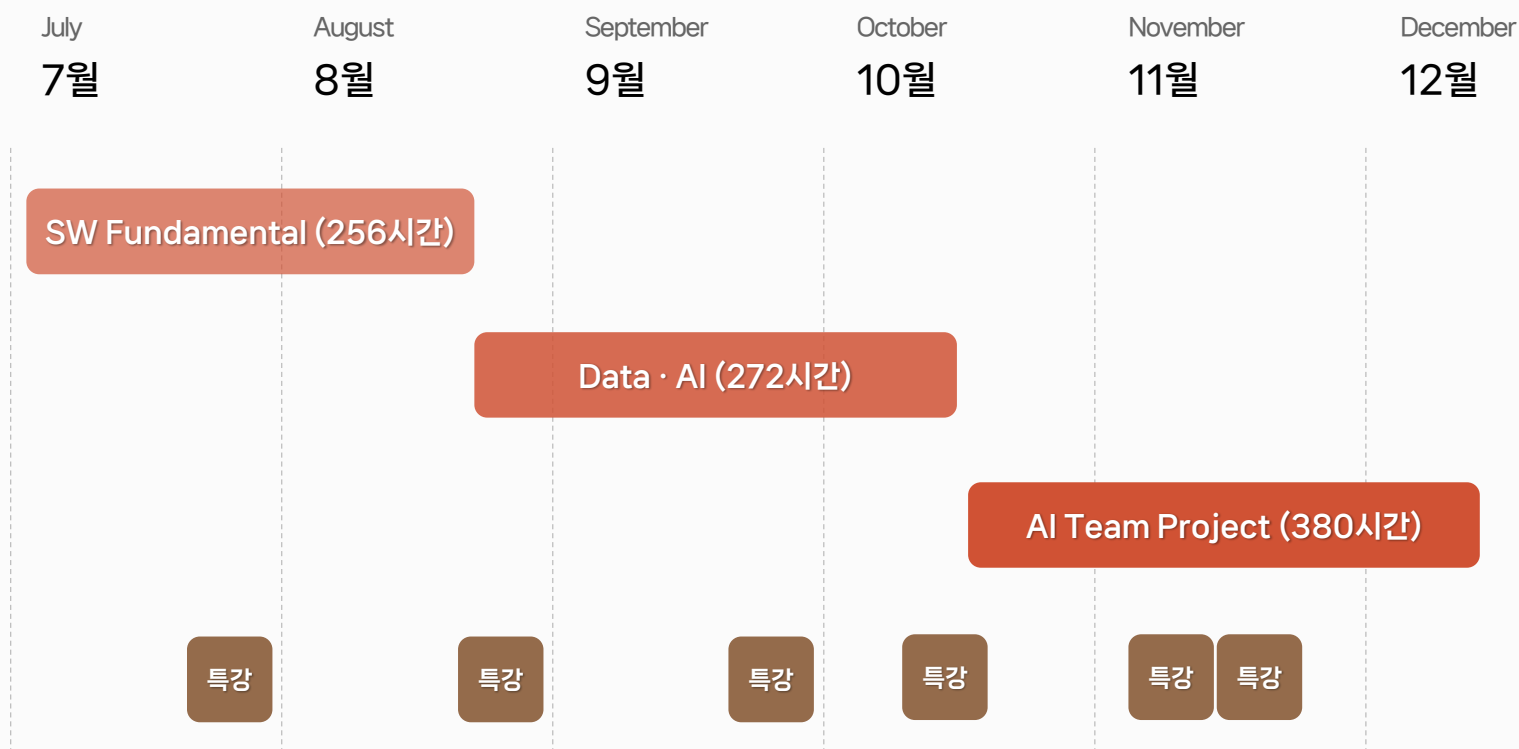 July August September October November December
7월 8월 9월 10월 11월 12월
SW Fundamental (256시간)
Data · AI (272시간)
AI Team Project (380시간)
특강 특강 특강 특강 특강 특강